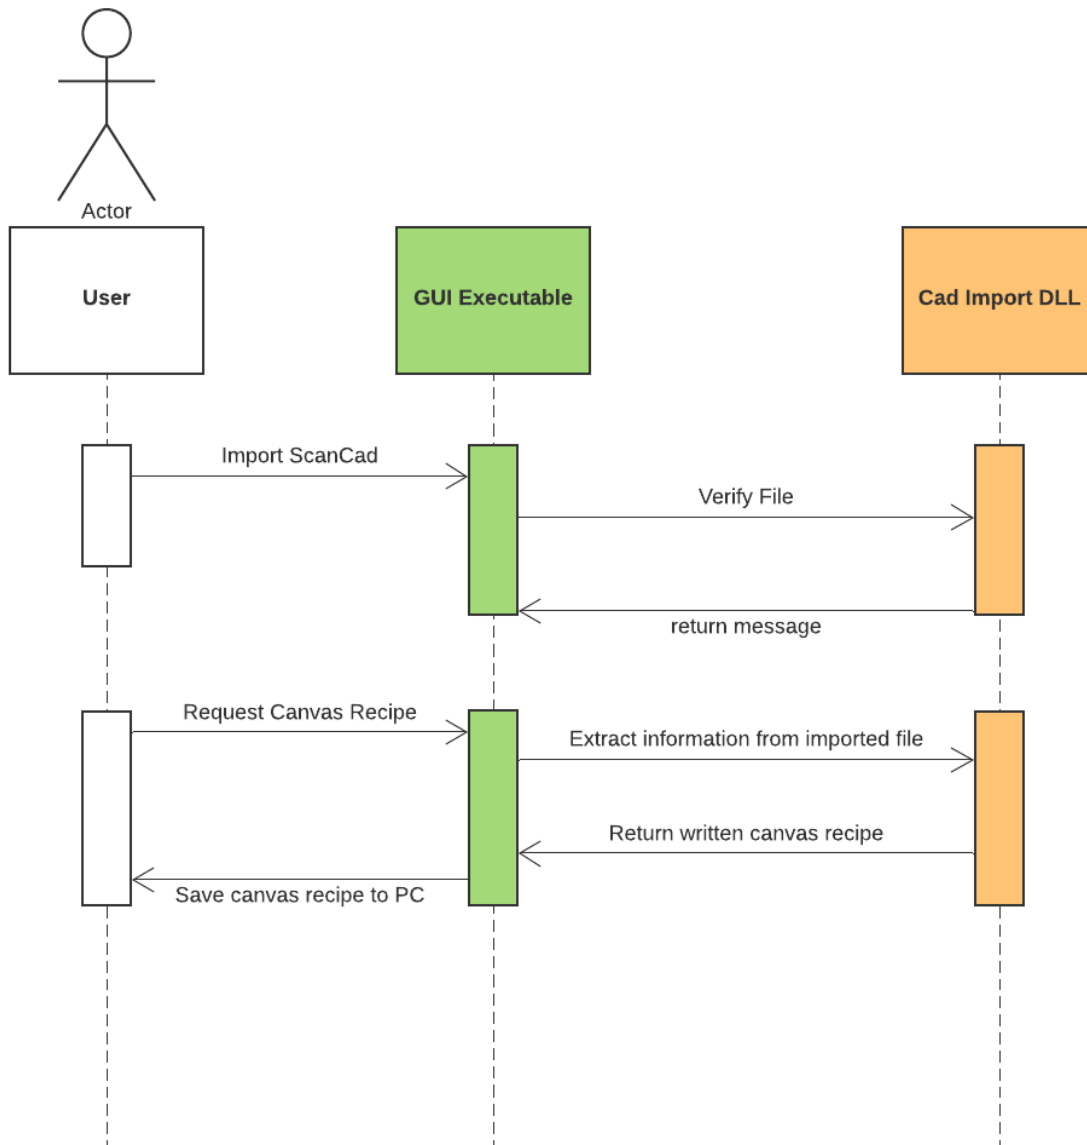 Actor
User
GUI Executable
Cad Import DLL
Import ScanCad
Verify File
return message
Request Canvas Recipe
Extract information from imported file
Return written canvas recipe
Save canvas recipe to PC